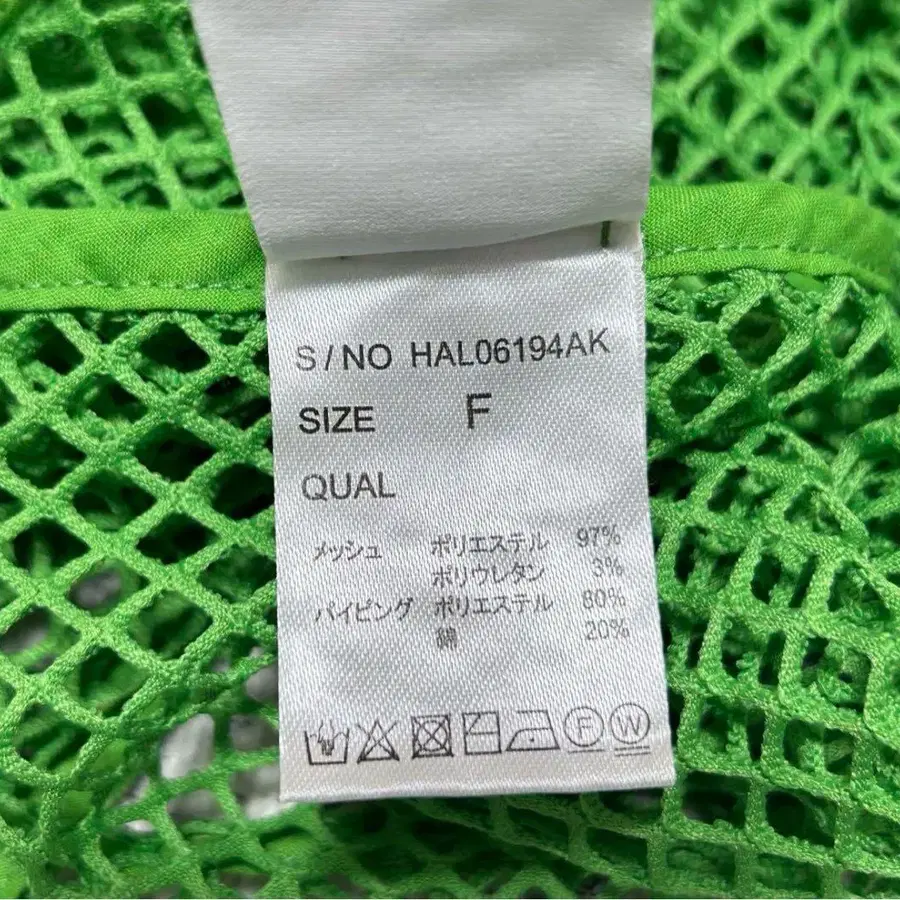 S/NO HAL06194AK
SIZE F
QUAL
メッシュ ポリエステル 97%
ポリウレタン 3%
パイピング ポリエステル 80%
綿 20%
F W